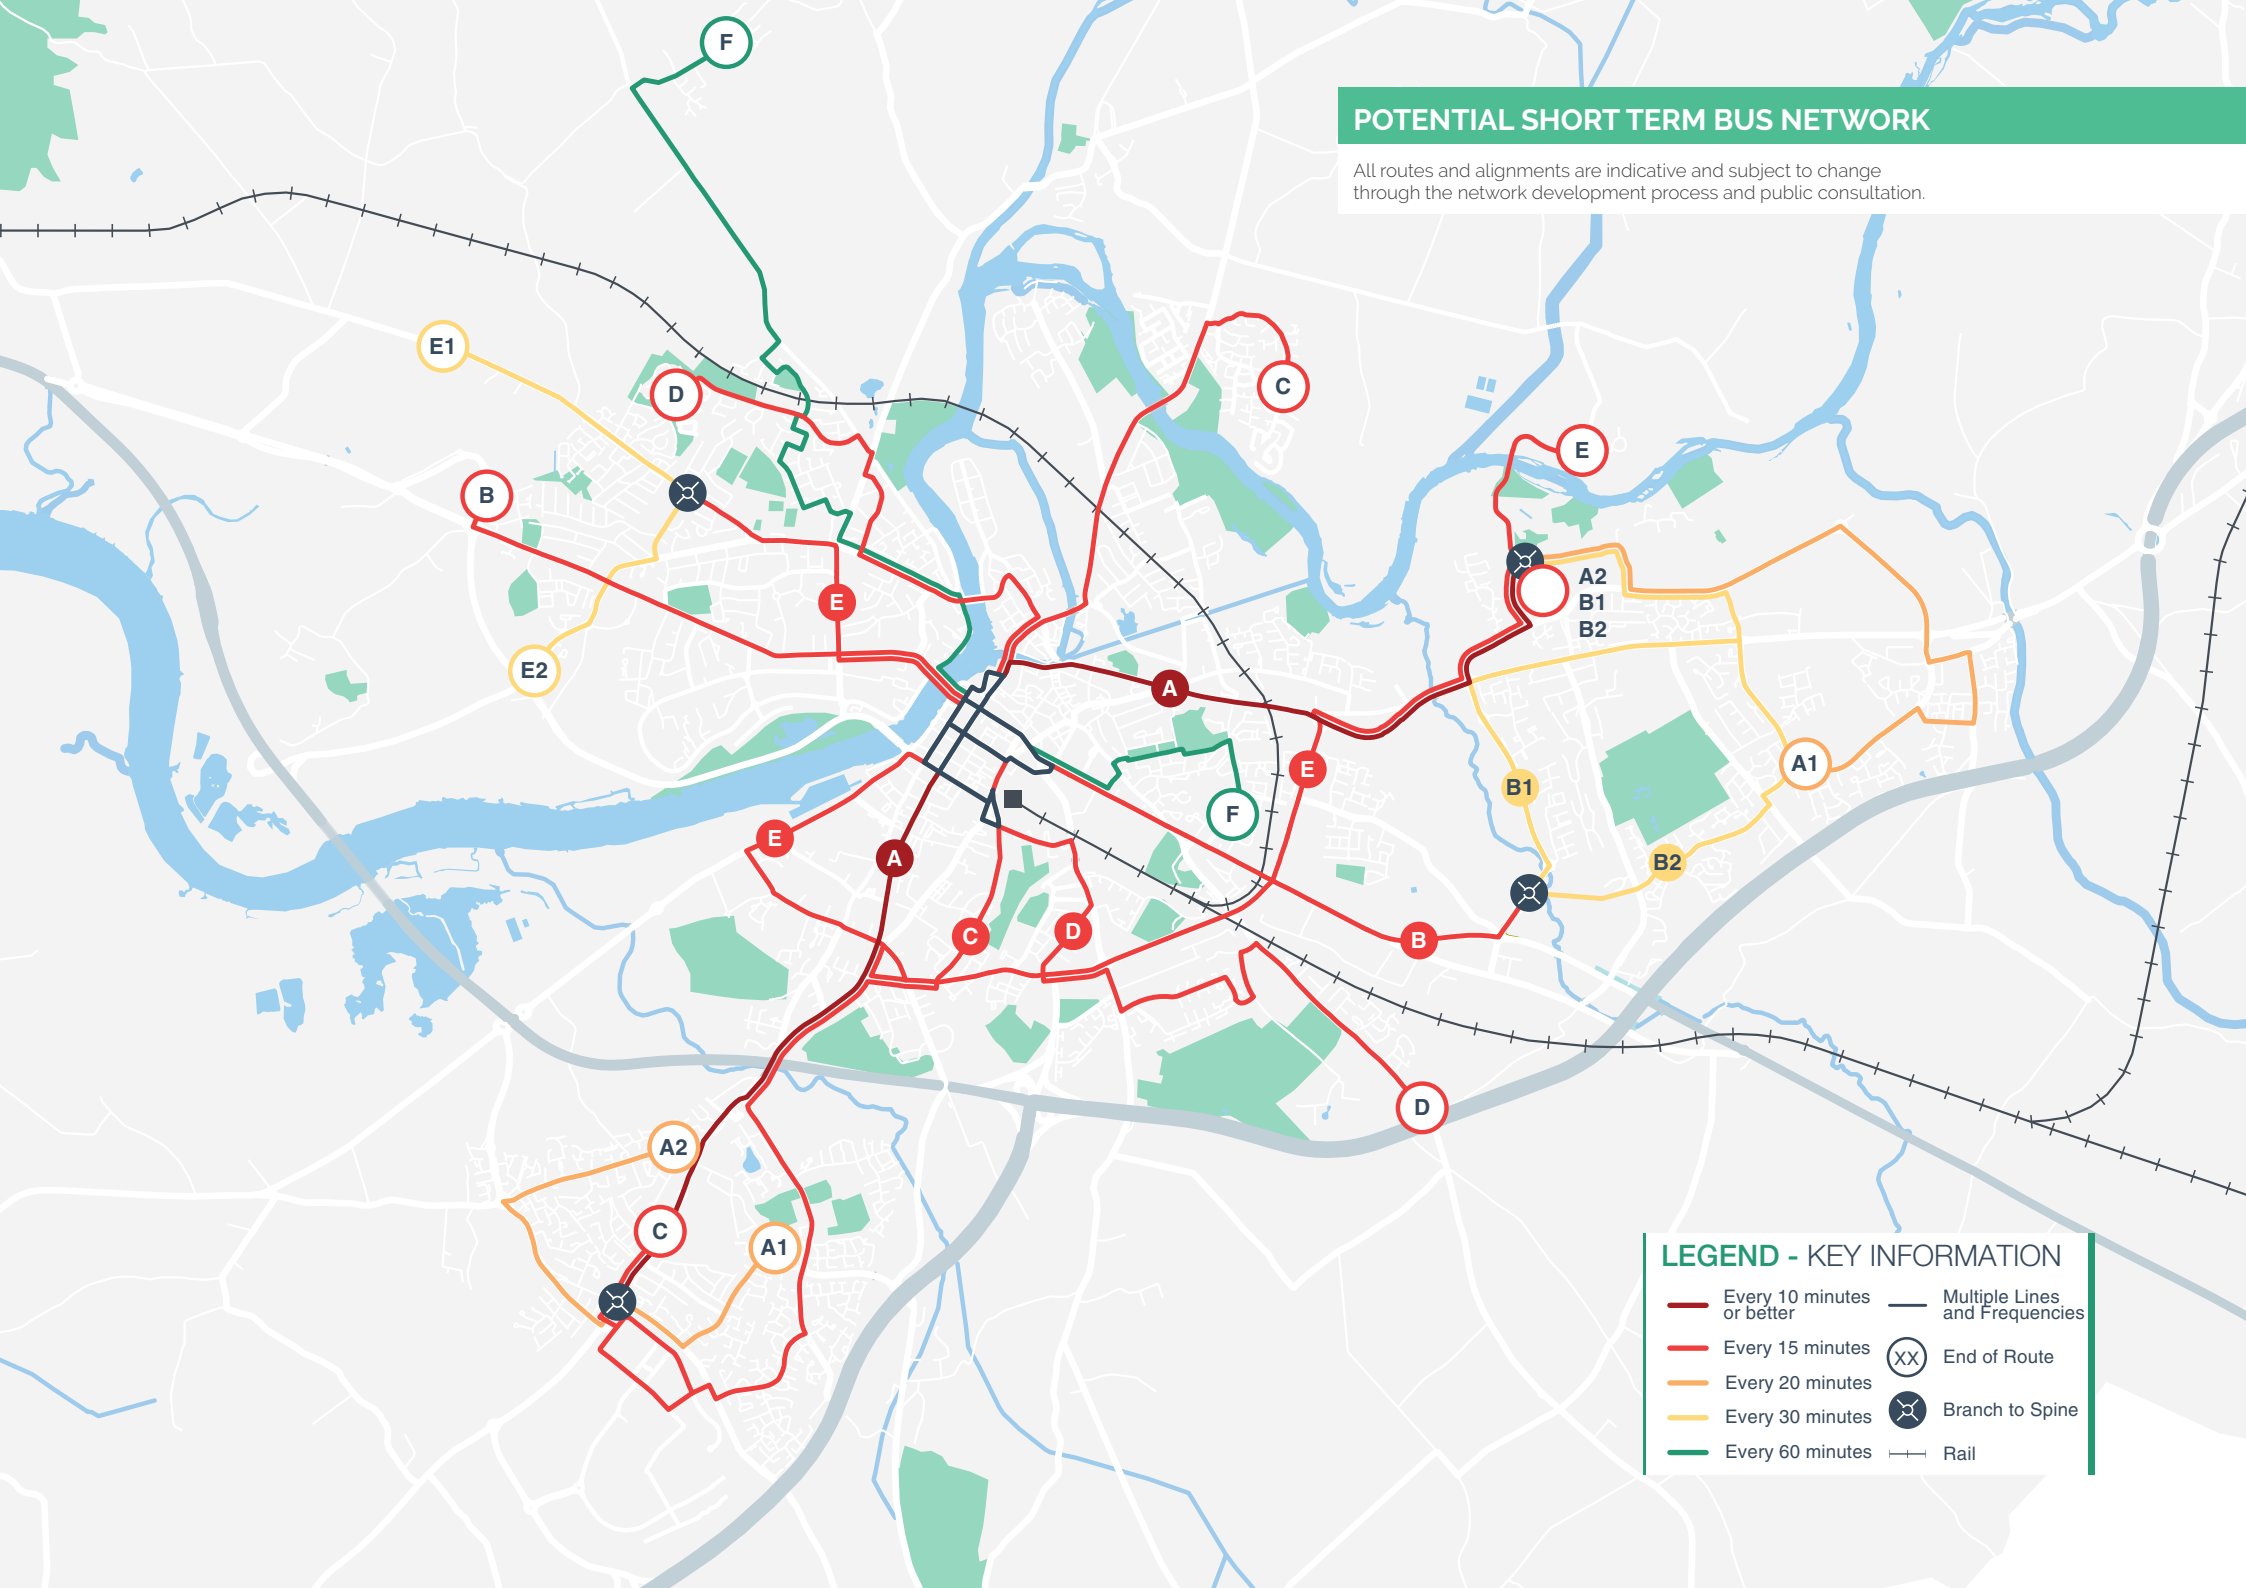 F
POTENTIAL SHORT TERM BUS NETWORK
All routes and alignments are indicative and subject to change
through the network development process and public consultation.
E1
D
C
E
B
A2
B1
B2
E
E2
A
A1
E
B1
F
E
A
B2
C
D
B
D
A2
C
A1
LEGEND - KEY INFORMATION
Every 10 minutes
or better
Multiple Lines
and Frequencies
Every 15 minutes
XX
End of Route
Every 20 minutes
Every 30 minutes
Branch to Spine
Every 60 minutes
Rail